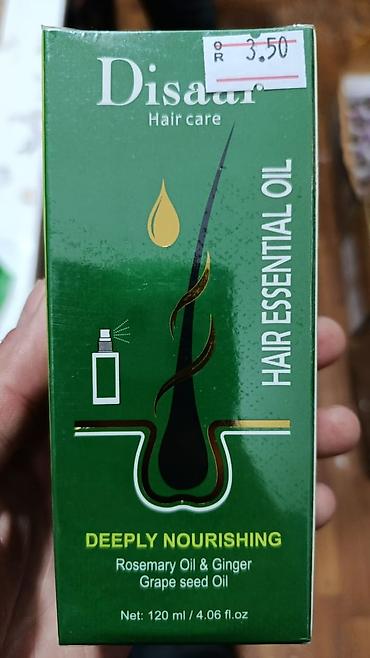 OR 3.50
Disaar
Hair care
HAIR ESSENTIAL OIL
DEEPLY NOURISHING
Rosemary Oil & Ginger
Grape seed Oil
Net: 120 ml / 4.06 fl.oz